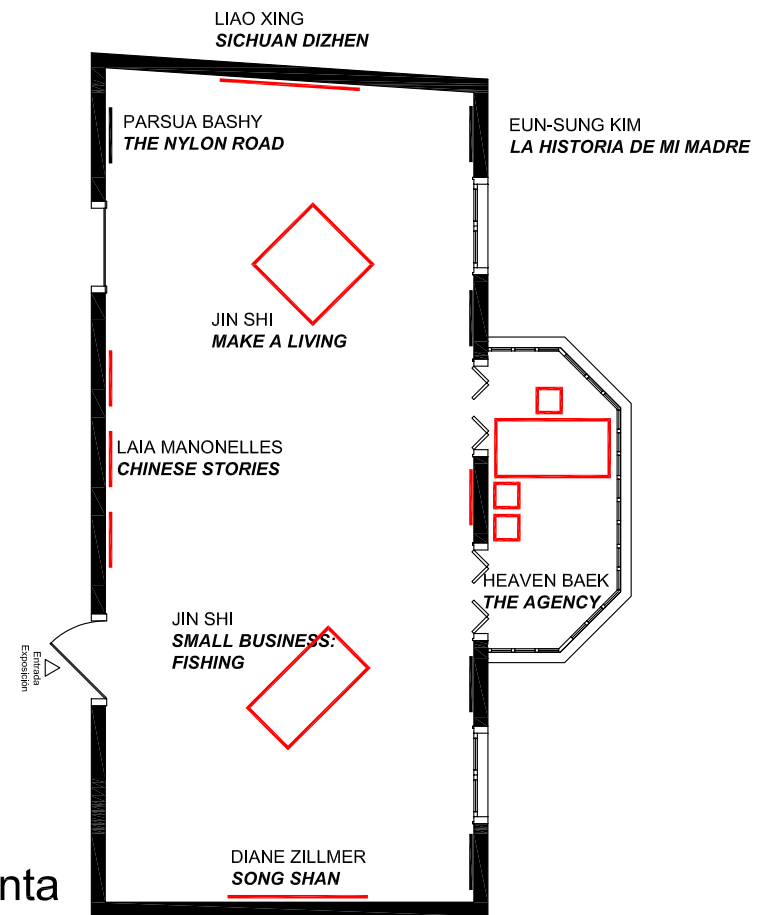 LIAO XING
SICHUAN DIZHEN
PARSUA BASHY
THE NYLON ROAD
EUN-SUNG KIM
LA HISTORIA DE MI MADRE
JIN SHI
MAKE A LIVING
LAIA MANONELLES
CHINESE STORIES
HEAVEN BAEK
THE AGENCY
JIN SHI
SMALL BUSINESS:
FISHING
Entrada
Exposición
DIANE ZILLMER
SONG SHAN
nta